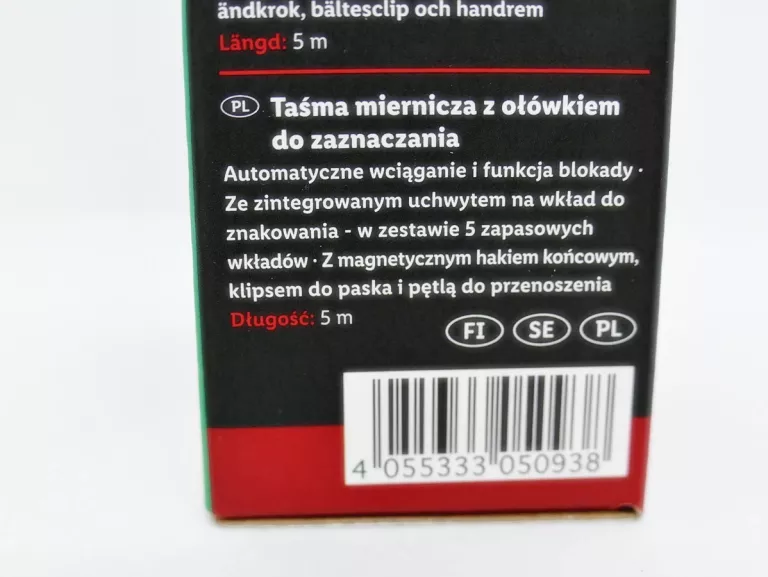 ändkrok, bältesclip och handrem
Längd: 5 m
PL Taśma miernicza z ołówkiem
do zaznaczania
Automatyczne wciąganie i funkcja blokady ·
Ze zintegrowanym uchwytem na wkład do
znakowania - w zestawie 5 zapasowych
wkładów · Z magnetycznym hakiem końcowym,
klipsem do paska i pętlą do przenoszenia
Długość: 5 m
FI SE PL
4 055333 050938